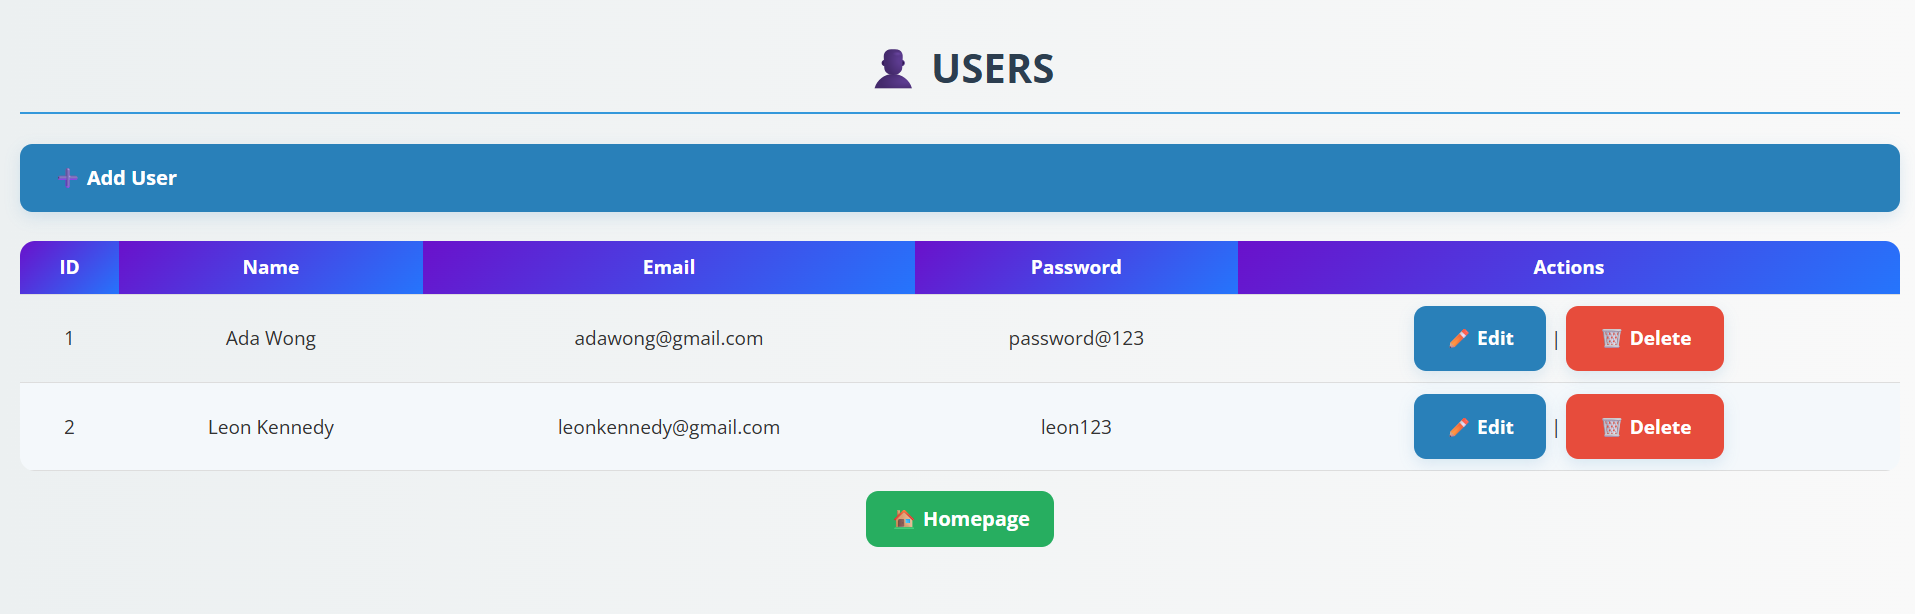 USERS
Add User
ID Name Email Password Actions
1 Ada Wong adawong@gmail.com password@123 Edit | Delete
2 Leon Kennedy leonkennedy@gmail.com leon123 Edit | Delete
Homepage